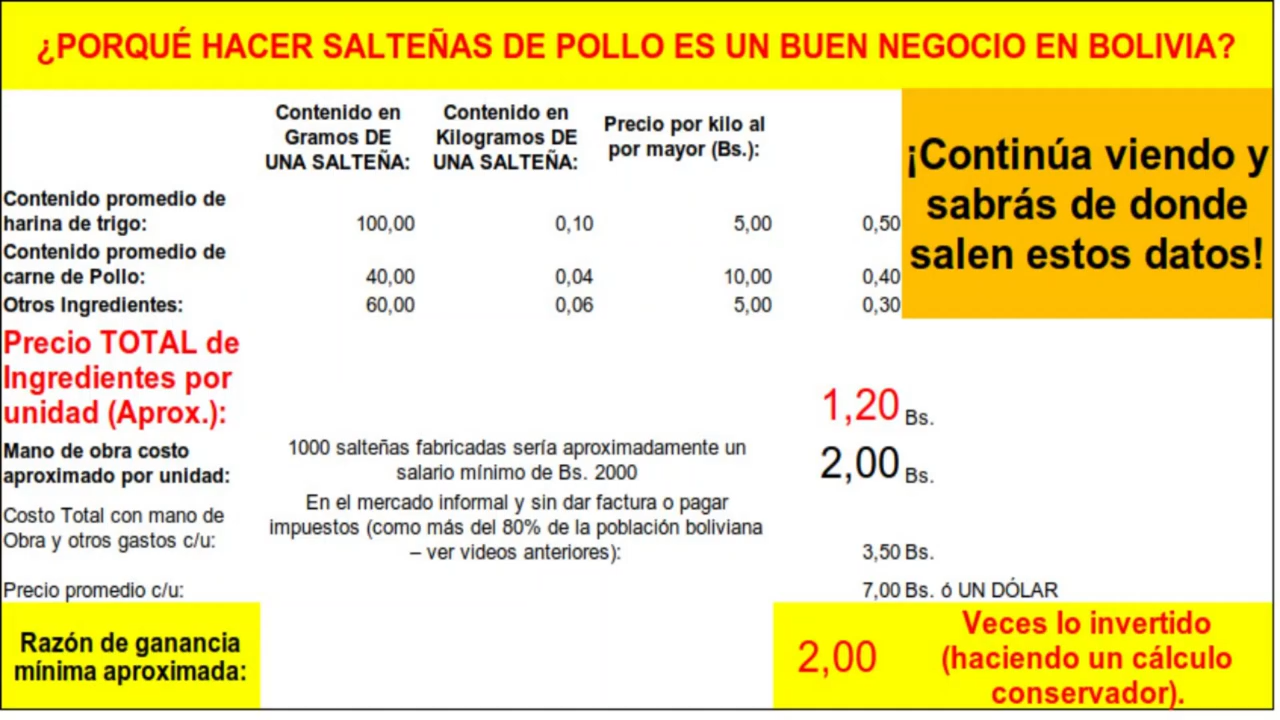 ¿PORQUÉ HACER SALTEÑAS DE POLLO ES UN BUEN NEGOCIO EN BOLIVIA?
Contenido en
Gramos DE
UNA SALTEÑA:
Contenido en
Kilogramos DE
UNA SALTEÑA:
Precio por kilo al
por mayor (Bs.):
¡Continúa viendo y
sabrás de donde
salen estos datos!
Contenido promedio de
harina de trigo: 100,00 0,10 5,00 0,50
Contenido promedio de
carne de Pollo: 40,00 0,04 10,00 0,40
Otros Ingredientes: 60,00 0,06 5,00 0,30
Precio TOTAL de
Ingredientes por
unidad (Aprox.): 1,20 Bs.
Mano de obra costo
aproximado por unidad:
1000 salteñas fabricadas sería aproximadamente un
salario mínimo de Bs. 2000
2,00 Bs.
Costo Total con mano de
Obra y otros gastos c/u:
En el mercado informal y sin dar factura o pagar
impuestos (como más del 80% de la población boliviana
– ver videos anteriores):
3,50 Bs.
Precio promedio c/u: 7,00 Bs. ó UN DÓLAR
Razón de ganancia
mínima aproximada:
2,00
Veces lo invertido
(haciendo un cálculo
conservador).